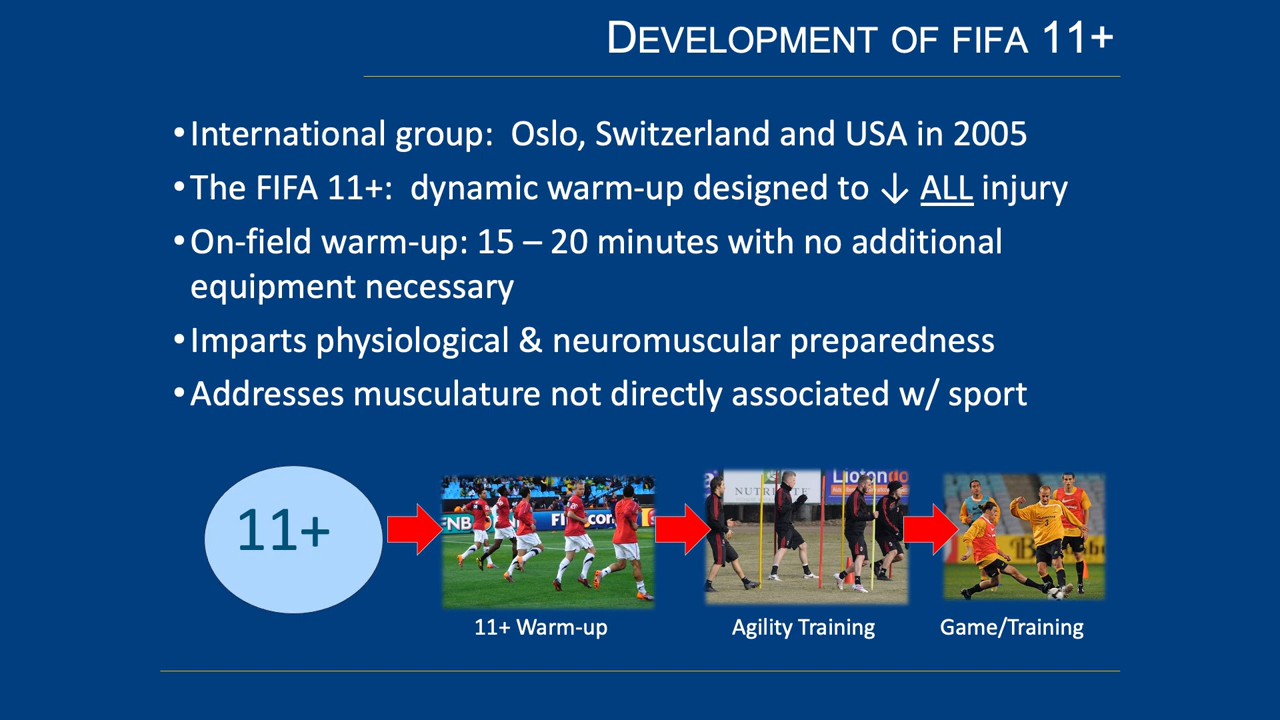 DEVELOPMENT OF FIFA 11+
•International group:  Oslo, Switzerland and USA in 2005
•The FIFA 11+:  dynamic warm-up designed to ↓ ALL injury
•On-field warm-up: 15 – 20 minutes with no additional
equipment necessary
•Imparts physiological & neuromuscular preparedness
•Addresses musculature not directly associated w/ sport
11+
11+ Warm-up
Agility Training
Game/Training